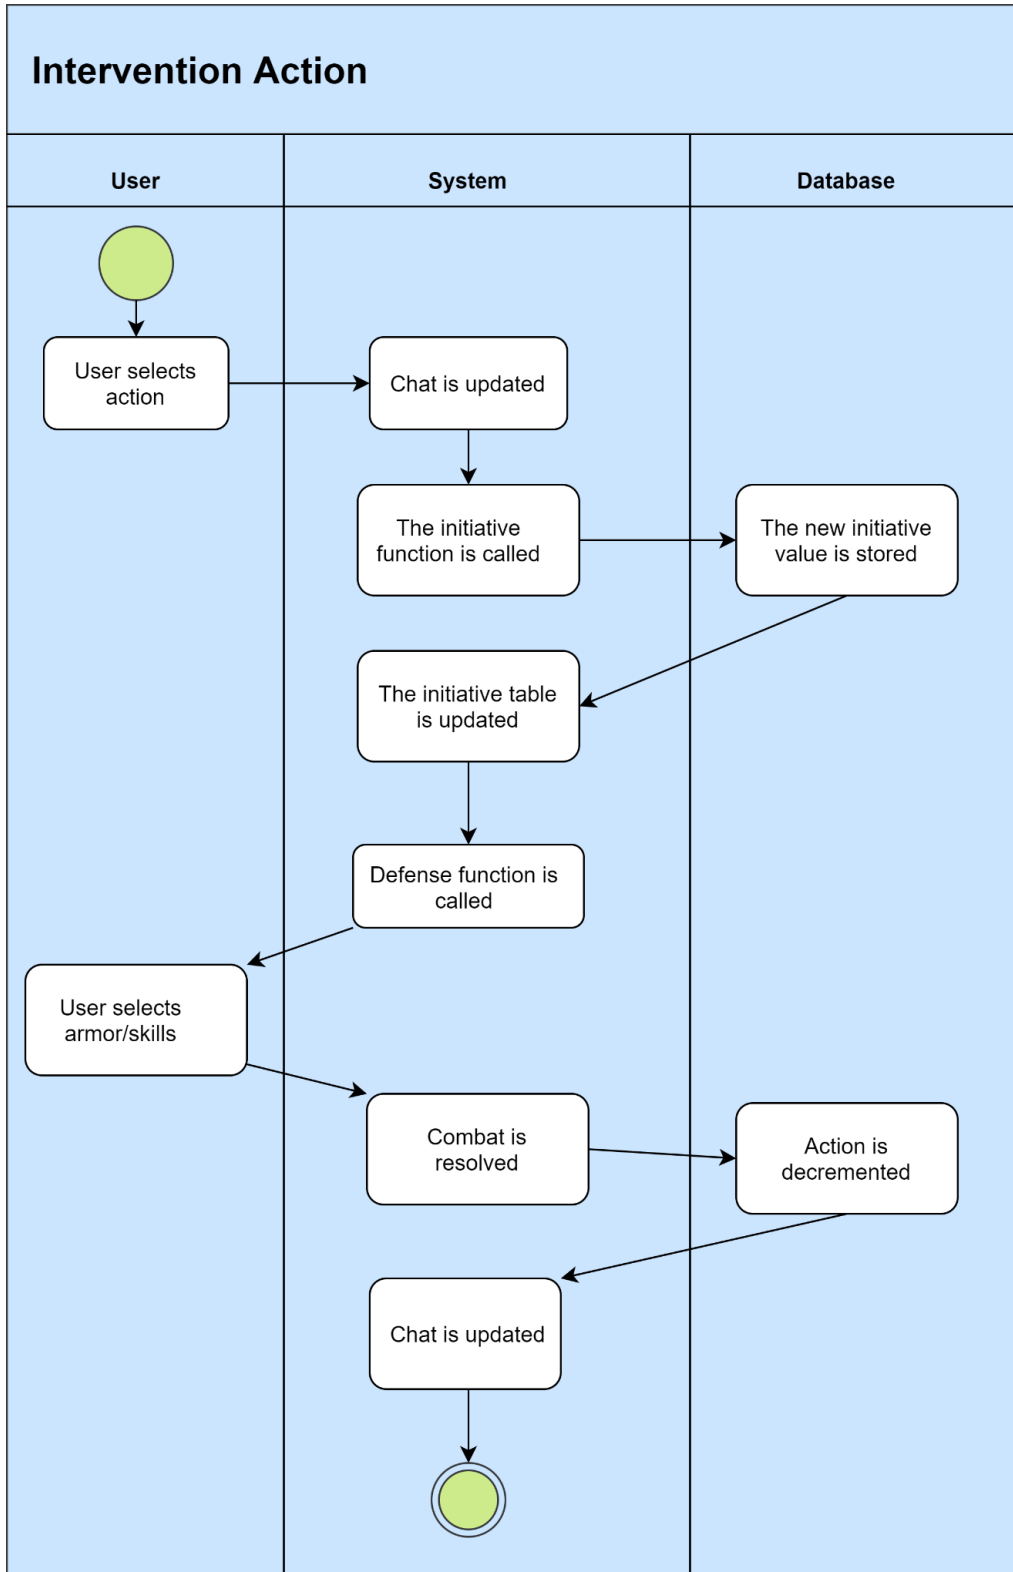 Intervention Action
User
System
Database
User selects
action
Chat is updated
The initiative
function is called
The new initiative
value is stored
The initiative table
is updated
Defense function is
called
User selects
armor/skills
Combat is
resolved
Action is
decremented
Chat is updated